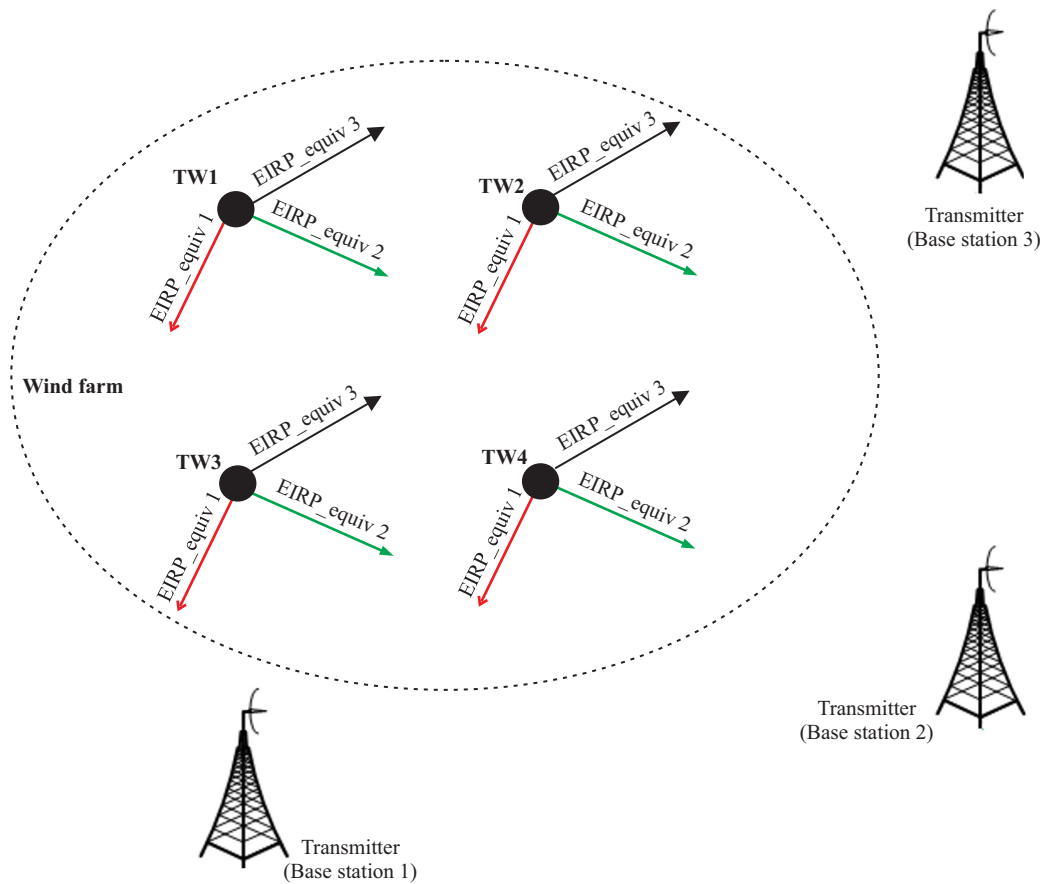 EIRP_equiv 3
TW1
EIRP_equiv 2
EIRP_equiv 1
EIRP_equiv 3
TW2
EIRP_equiv 2
EIRP_equiv 1
Transmitter
(Base station 3)
Wind farm
EIRP_equiv 3
TW3
EIRP_equiv 2
EIRP_equiv 1
EIRP_equiv 3
TW4
EIRP_equiv 2
EIRP_equiv 1
Transmitter
(Base station 2)
Transmitter
(Base station 1)